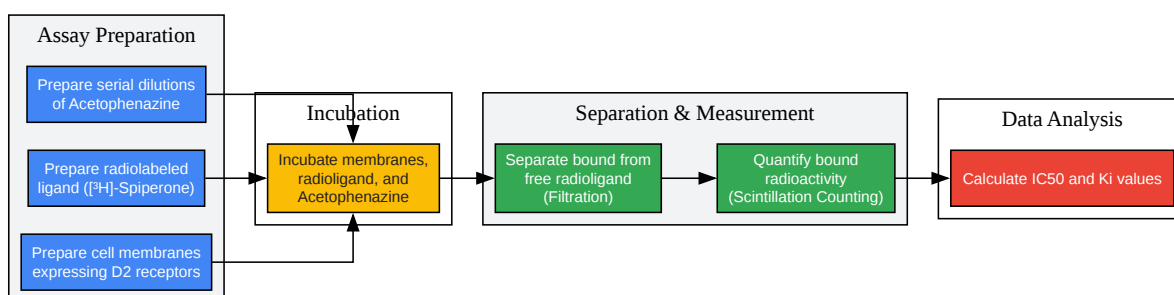 Assay Preparation
Prepare serial dilutions
of Acetophenazine
Prepare radiolabeled
ligand ([³H]-Spiperone)
Prepare cell membranes
expressing D2 receptors
Incubation
Incubate membranes,
radioligand, and
Acetophenazine
Separation & Measurement
Separate bound from
free radioligand
(Filtration)
Quantify bound
radioactivity
(Scintillation Counting)
Data Analysis
Calculate IC50 and Ki values